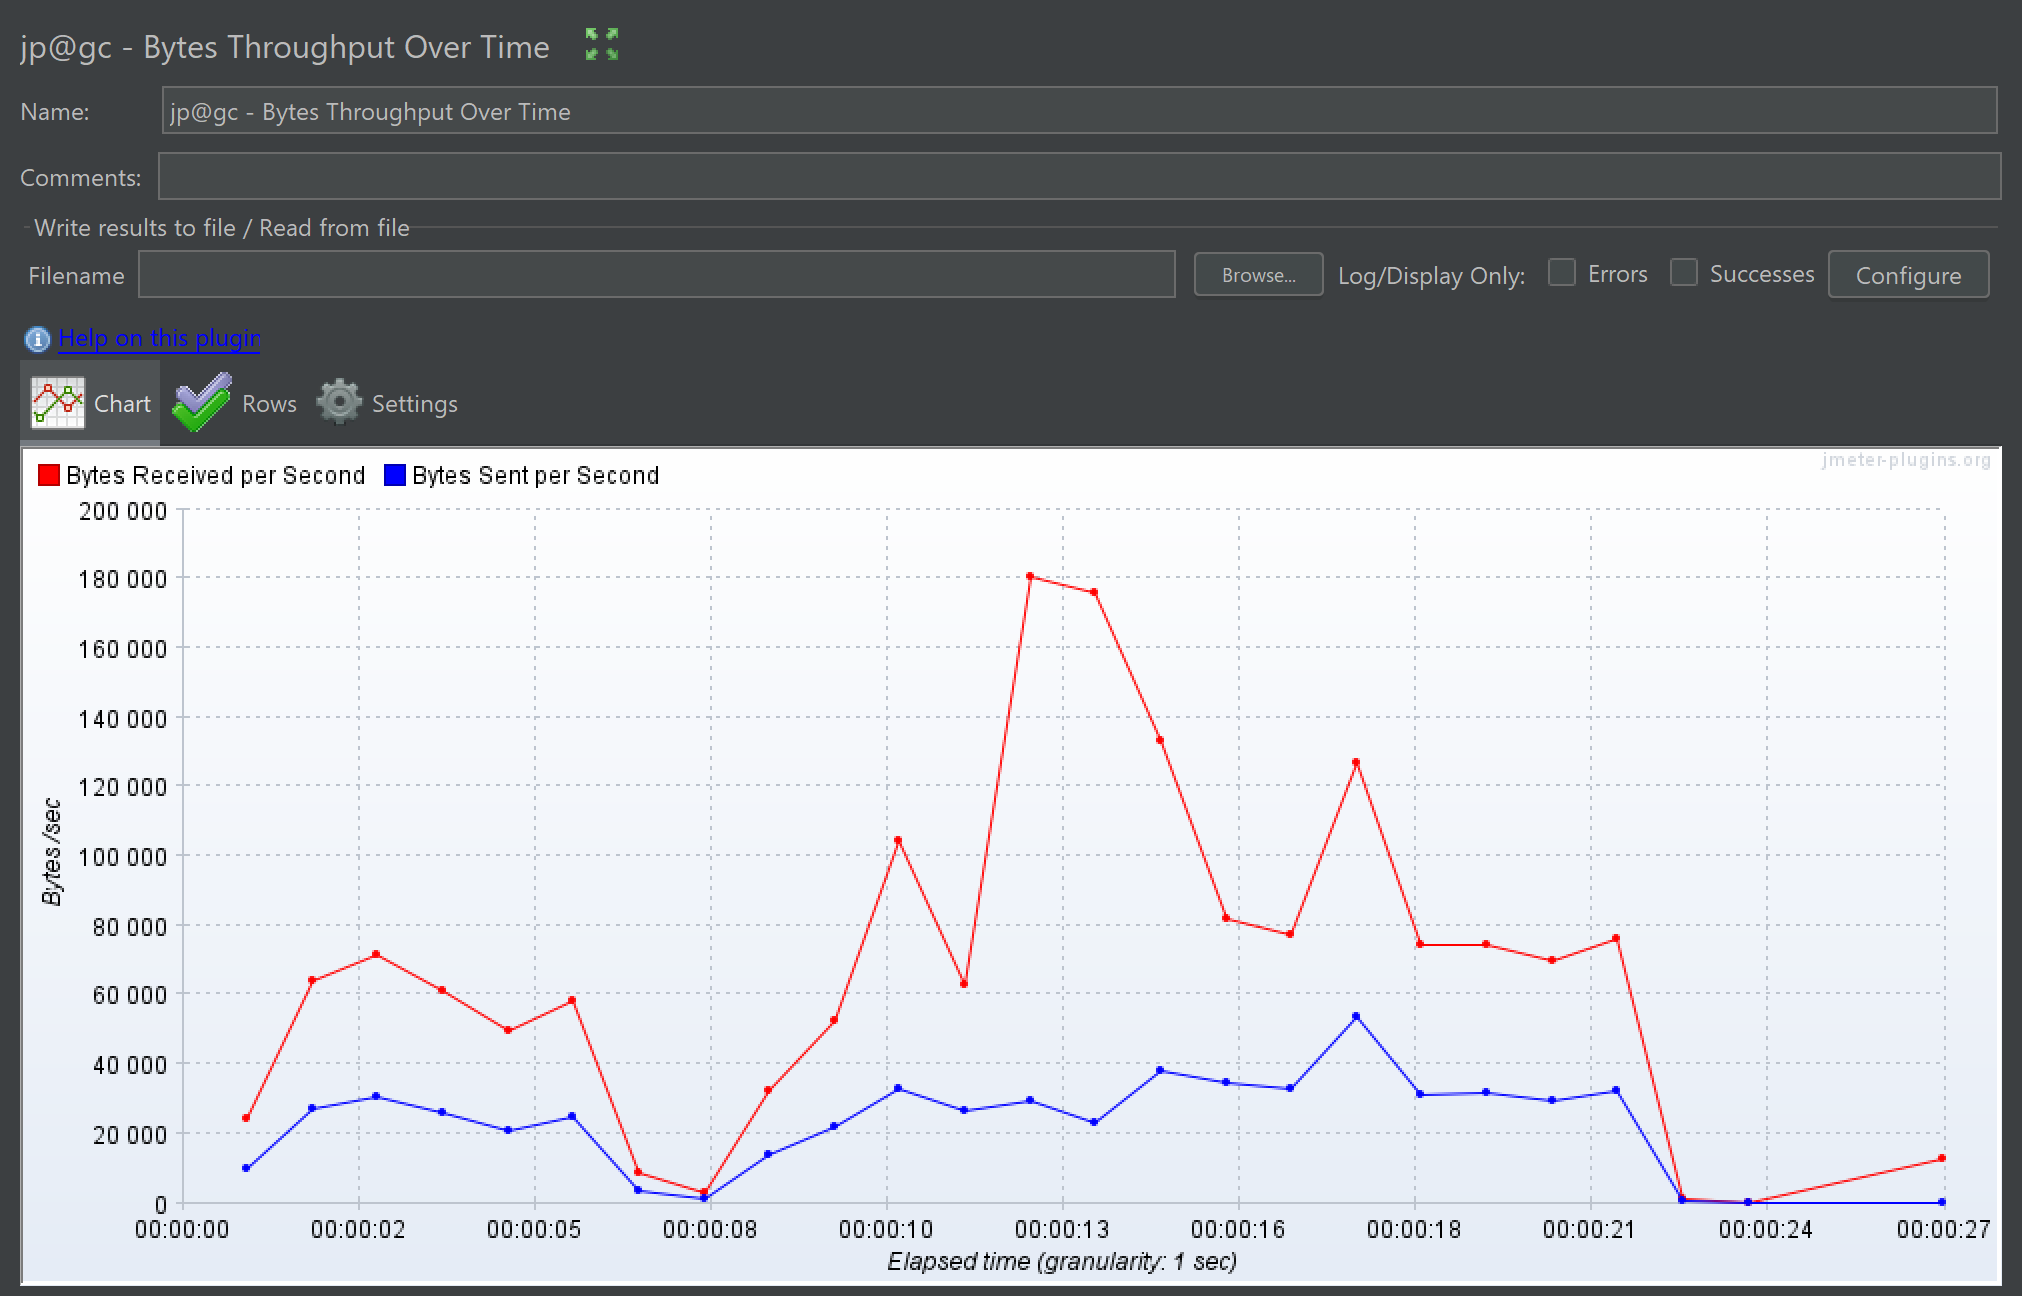 jp@gc - Bytes Throughput Over Time
Name: jp@gc - Bytes Throughput Over Time
Comments:
Write results to file / Read from file
Filename Browse... Log/Display Only: Errors Successes Configure
Help on this plugin
Chart Rows Settings
Bytes Received per Second Bytes Sent per Second
jmeter-plugins.org
200 000
180 000
160 000
140 000
120 000
100 000
80 000
60 000
40 000
20 000
0
Bytes /sec
00:00:00 00:00:02 00:00:05 00:00:08 00:00:10 00:00:13 00:00:16 00:00:18 00:00:21 00:00:24 00:00:27
Elapsed time (granularity: 1 sec)